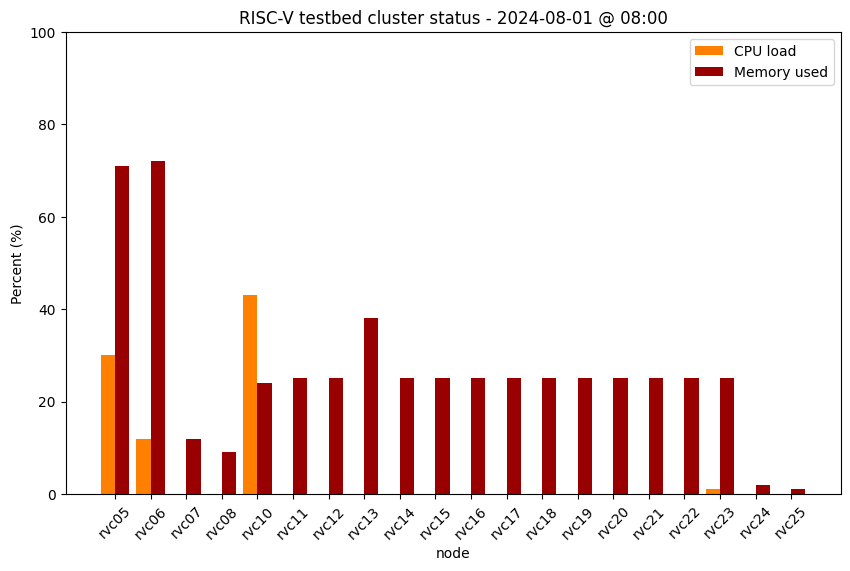 RISC-V testbed cluster status - 2024-08-01 @ 08:00
CPU load
Memory used
Percent (%)
100
80
60
40
20
0
rvc05
rvc06
rvc07
rvc08
rvc10
rvc11
rvc12
rvc13
rvc14
rvc15
rvc16
rvc17
rvc18
rvc19
rvc20
rvc21
rvc22
rvc23
rvc24
rvc25
node